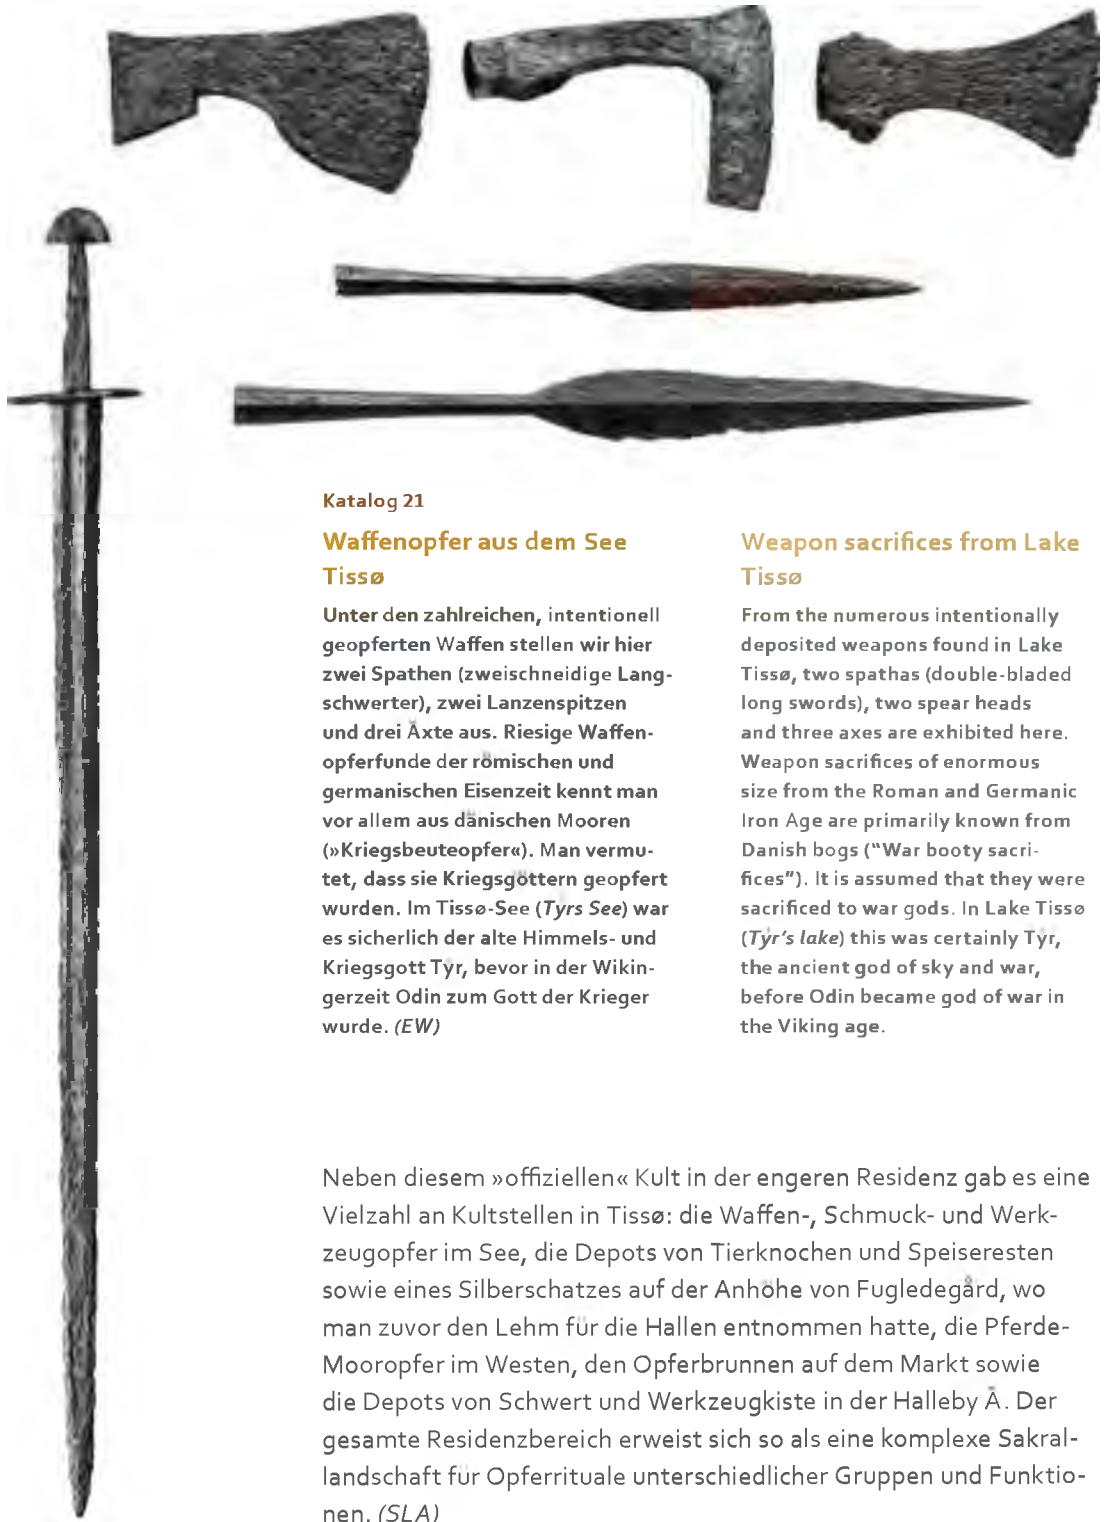 Katalog 21
Waffenopfer aus dem See
Tissø
Unter den zahlreichen, intentionell
geopferten Waffen stellen wir hier
zwei Spathen (zweischneidige Lang-
schwerter), zwei Lanzenspitzen
und drei Äxte aus. Riesige Waffen-
opferfunde der römischen und
germanischen Eisenzeit kennt man
vor allem aus dänischen Mooren
(»Kriegsbeuteopfer«). Man vermu-
tet, dass sie Kriegsgöttern geopfert
wurden. Im Tissø-See (Tyrs See) war
es sicherlich der alte Himmels- und
Kriegsgott Týr, bevor in der Wikin-
gerzeit Odin zum Gott der Krieger
wurde. (EW)
Weapon sacrifices from Lake
Tissø
From the numerous intentionally
deposited weapons found in Lake
Tissø, two spathas (double-bladed
long swords), two spear heads
and three axes are exhibited here.
Weapon sacrifices of enormous
size from the Roman and Germanic
Iron Age are primarily known from
Danish bogs ("War booty sacri-
fices"). It is assumed that they were
sacrificed to war gods. In Lake Tissø
(Týr's lake) this was certainly Týr,
the ancient god of sky and war,
before Odin became god of war in
the Viking age.
Neben diesem »offiziellen« Kult in der engeren Residenz gab es eine
Vielzahl an Kultstellen in Tissø: die Waffen-, Schmuck- und Werk-
zeugopfer im See, die Depots von Tierknochen und Speiseresten
sowie eines Silberschatzes auf der Anhöhe von Fugledegård, wo
man zuvor den Lehm für die Hallen entnommen hatte, die Pferde-
Mooropfer im Westen, den Opferbrunnen auf dem Markt sowie
die Depots von Schwert und Werkzeugkiste in der Halleby Å. Der
gesamte Residenzbereich erweist sich so als eine komplexe Sakral-
landschaft für Opferrituale unterschiedlicher Gruppen und Funktio-
nen. (SLA)